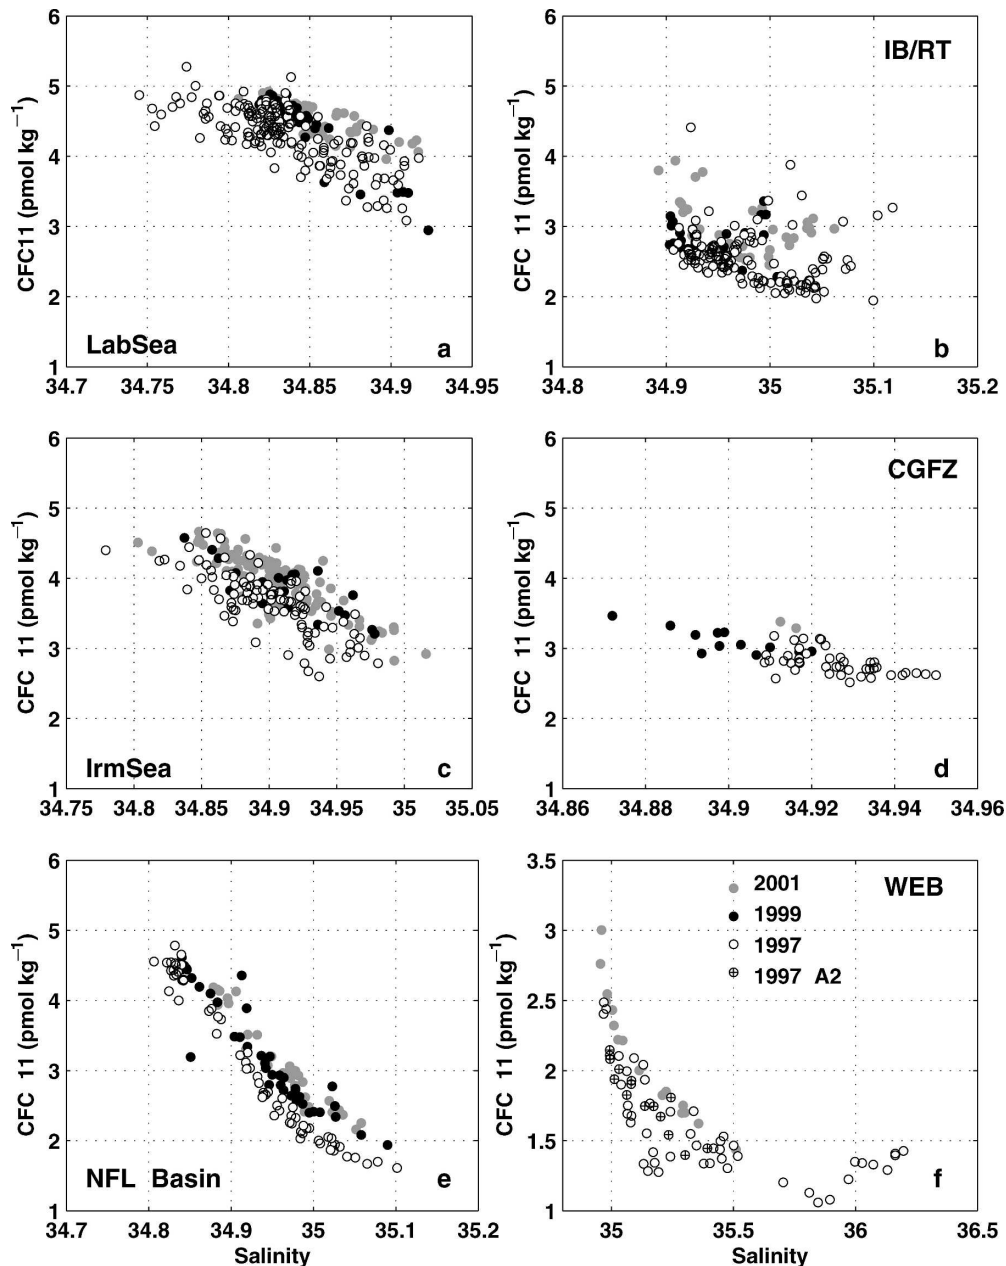 6
5
4
3
2
1
CFC11 (pmol kg−1)
LabSea
a
34.7 34.75 34.8 34.85 34.9 34.95
6
5
4
3
2
1
CFC 11 (pmol kg−1)
IB/RT
b
34.8 34.9 35 35.1 35.2
6
5
4
3
2
1
CFC 11 (pmol kg−1)
IrmSea
c
34.75 34.8 34.85 34.9 34.95 35 35.05
6
5
4
3
2
1
CFC 11 (pmol kg−1)
CGFZ
d
34.86 34.88 34.9 34.92 34.94 34.96
6
5
4
3
2
1
CFC 11 (pmol kg−1)
NFL Basin
e
34.7 34.8 34.9 35 35.1 35.2
Salinity
3.5
3
2.5
2
1.5
1
CFC 11 (pmol kg−1)
WEB
2001
1999
1997
1997 A2
f
35 35.5 36 36.5
Salinity